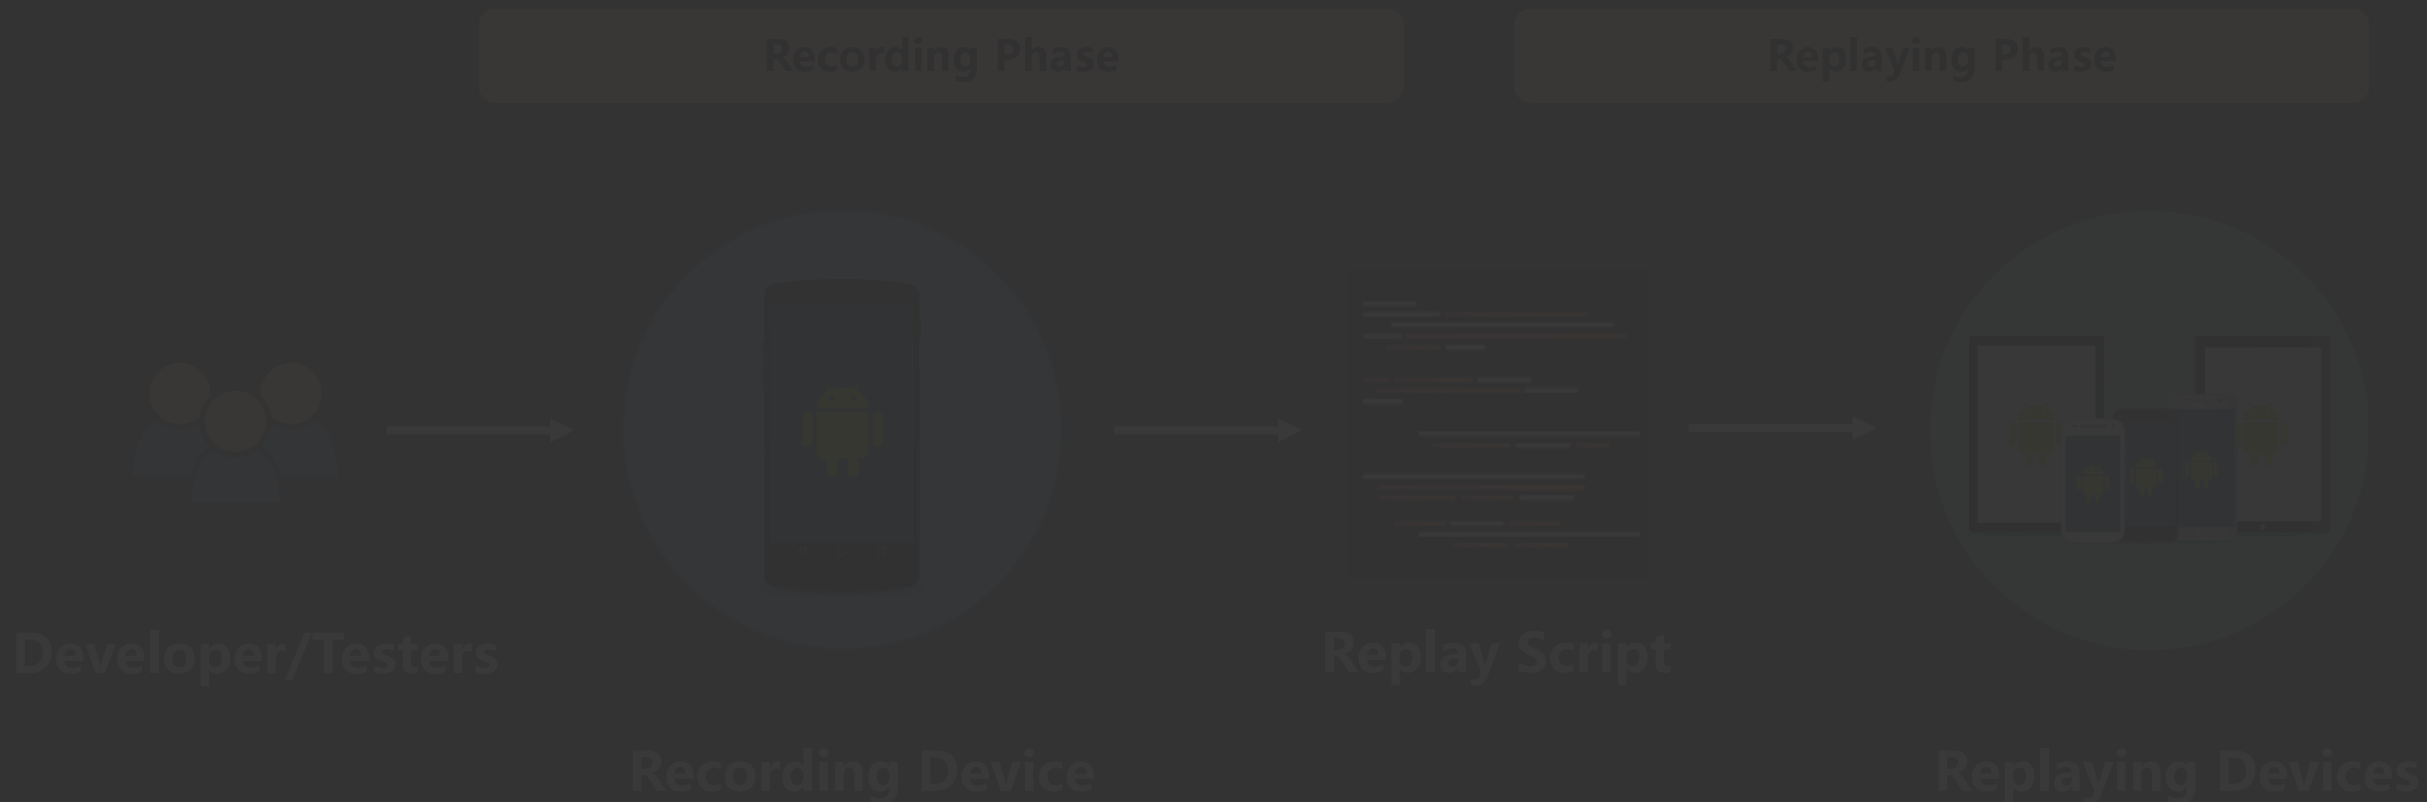 Recording Phase
Replaying Phase
Developer/Testers
Replay Script
Recording Device
Replaying Devices